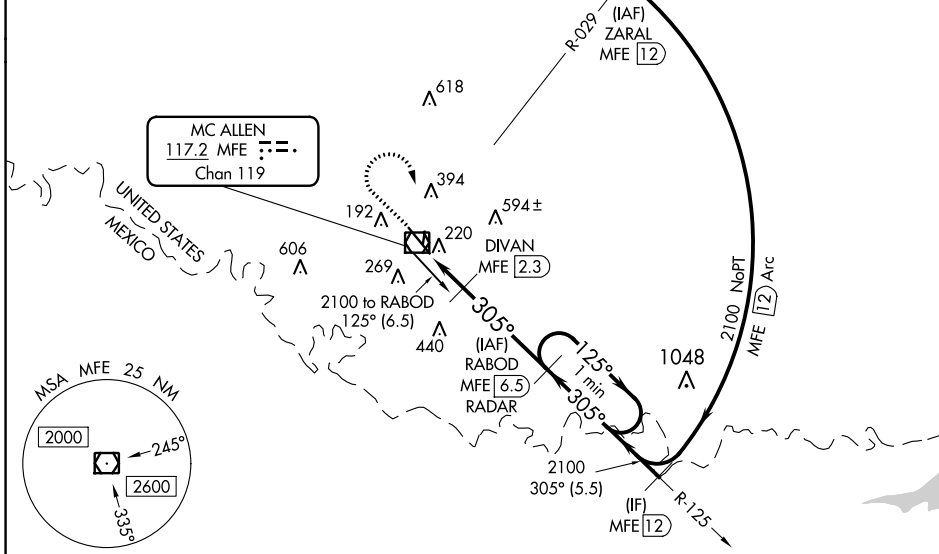 (IAF)
ZARAL
MFE 12
R-029
618
MC ALLEN
117.2 MFE
Chan 119
394
192
594±
220
UNITED STATES
MEXICO
606
269
DIVAN
MFE 2.3
2100 to RABOD
125° (6.5)
305°
440
2100 NoPT
MFE 12 Arc
(IAF)
RABOD
MFE 6.5
RADAR
125°
1 min
305°
1048
MSA MFE 25 NM
2000
245°
2600
335°
2100
305° (5.5)
(IF)
MFE 12
R-125